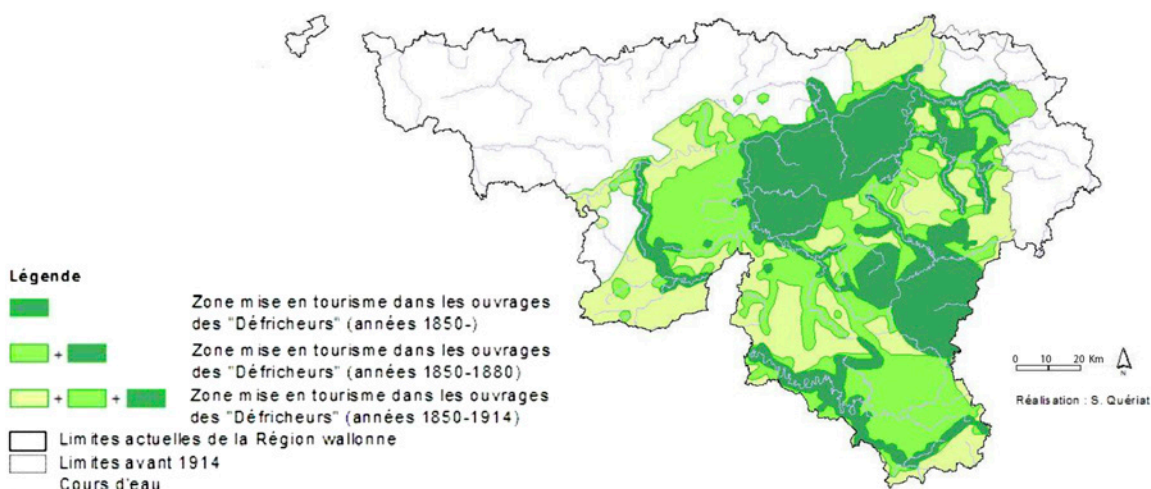 Légende
Zone mise en tourisme dans les ouvrages
des "Défricheurs" (années 1850-)
+
Zone mise en tourisme dans les ouvrages
des "Défricheurs" (années 1850-1880)
+ +
Zone mise en tourisme dans les ouvrages
des "Défricheurs" (années 1850-1914)
Limites actuelles de la Région wallonne
Limites avant 1914
Cours d'eau
0 10 20 Km
N
Réalisation : S. Quériat